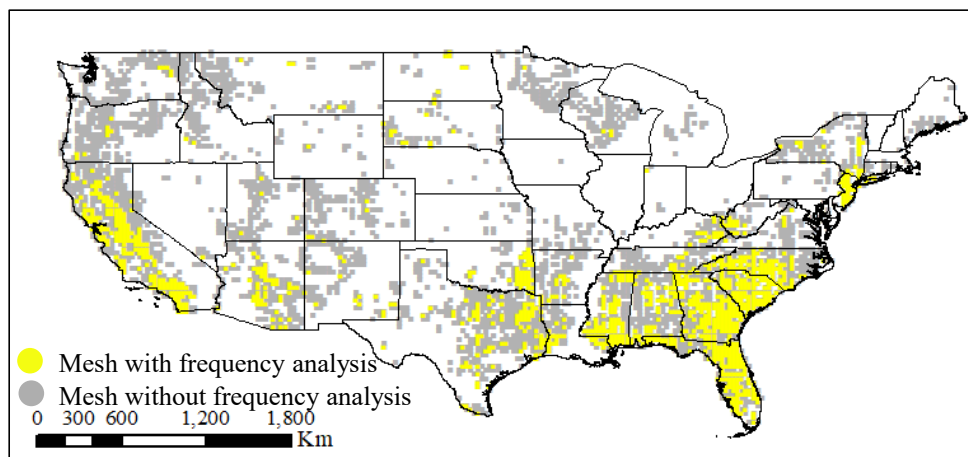 Mesh with frequency analysis
Mesh without frequency analysis
0 300 600 1,200 1,800
Km